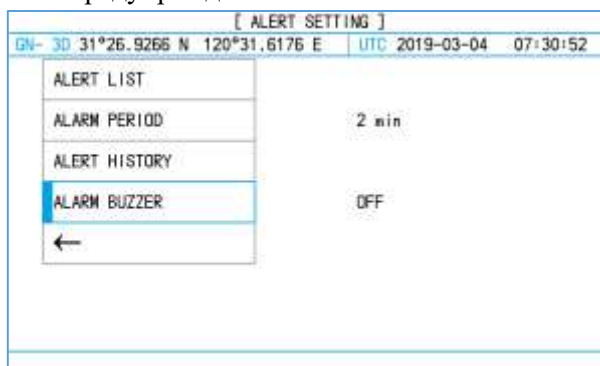 [ ALERT SETTING ]
GN- 3D 31°26.9266 N 120°31.6176 E UTC 2019-03-04 07:30:52
ALERT LIST
ALARM PERIOD 2 min
ALERT HISTORY
ALARM BUZZER OFF
←